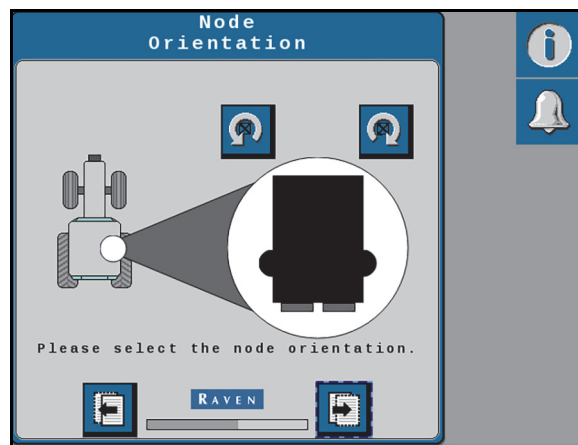 Node
Orientation
Please select the node orientation.
RAVEN